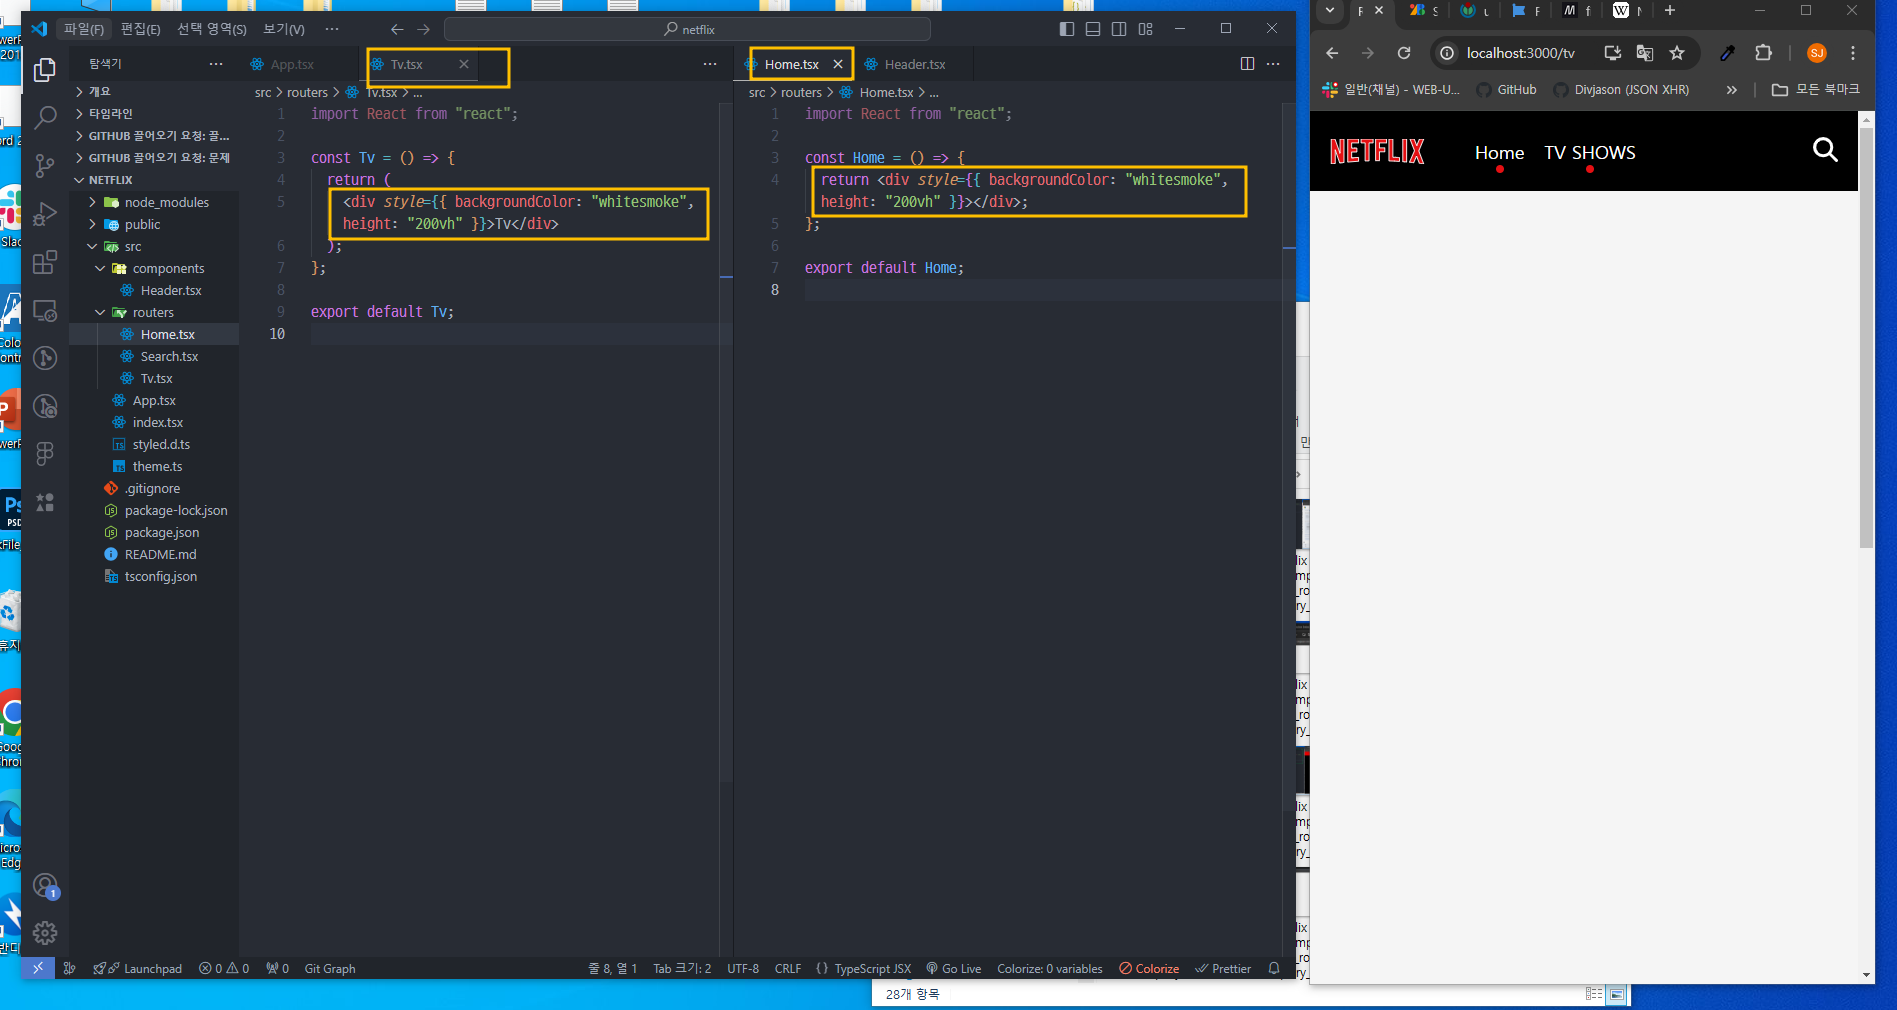 파일(F) 편집(E) 선택 영역(S) 보기(V) ··· netflix
탐색기 ···
개요
타임라인
GITHUB 끌어오기 요청: 끌...
GITHUB 끌어오기 요청: 문제
NETFLIX
node_modules
public
src
components
Header.tsx
routers
Home.tsx
Search.tsx
Tv.tsx
App.tsx
index.tsx
styled.d.ts
theme.ts
.gitignore
package-lock.json
package.json
README.md
tsconfig.json
App.tsx Tv.tsx ···
src > routers > Tv.tsx > ...
1 import React from "react";
2
3 const Tv = () => {
4 return (
5 <div style={{ backgroundColor: "whitesmoke",
height: "200vh" }}>Tv</div>
6 );
7 };
8
9 export default Tv;
10
Home.tsx Header.tsx ···
src > routers > Home.tsx > ...
1 import React from "react";
2
3 const Home = () => {
4 return <div style={{ backgroundColor: "whitesmoke",
height: "200vh" }}></div>;
5 };
6
7 export default Home;
8
1
Launchpad 0 0 0 Git Graph 줄 8, 열 1 Tab 크기: 2 UTF-8 CRLF {} TypeScript JSX Go Live Colorize: 0 variables Colorize Prettier
28개 항목
localhost:3000/tv SJ
일반(채널) - WEB-U... GitHub Divjason (JSON XHR) » 모든 북마크
NETFLIX Home TV SHOWS